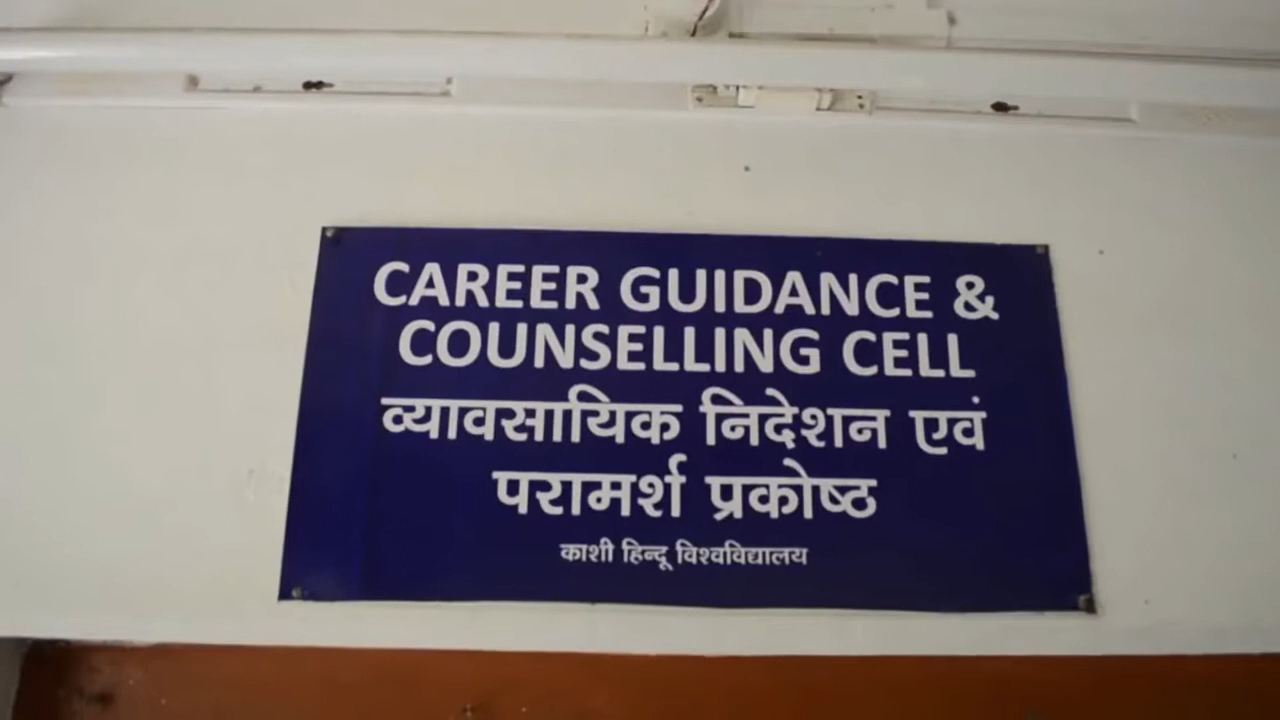 CAREER GUIDANCE &
COUNSELLING CELL
व्यावसायिक निदेशन एवं
परामर्श प्रकोष्ठ
काशी हिन्दू विश्वविद्यालय